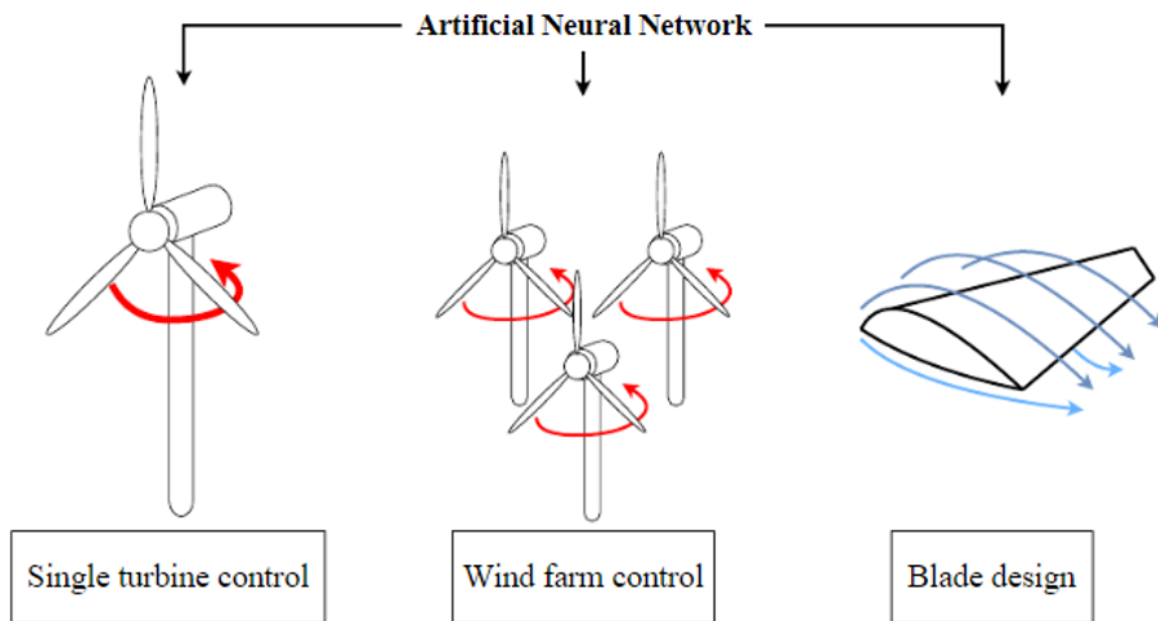 Artificial Neural Network
Single turbine control
Wind farm control
Blade design